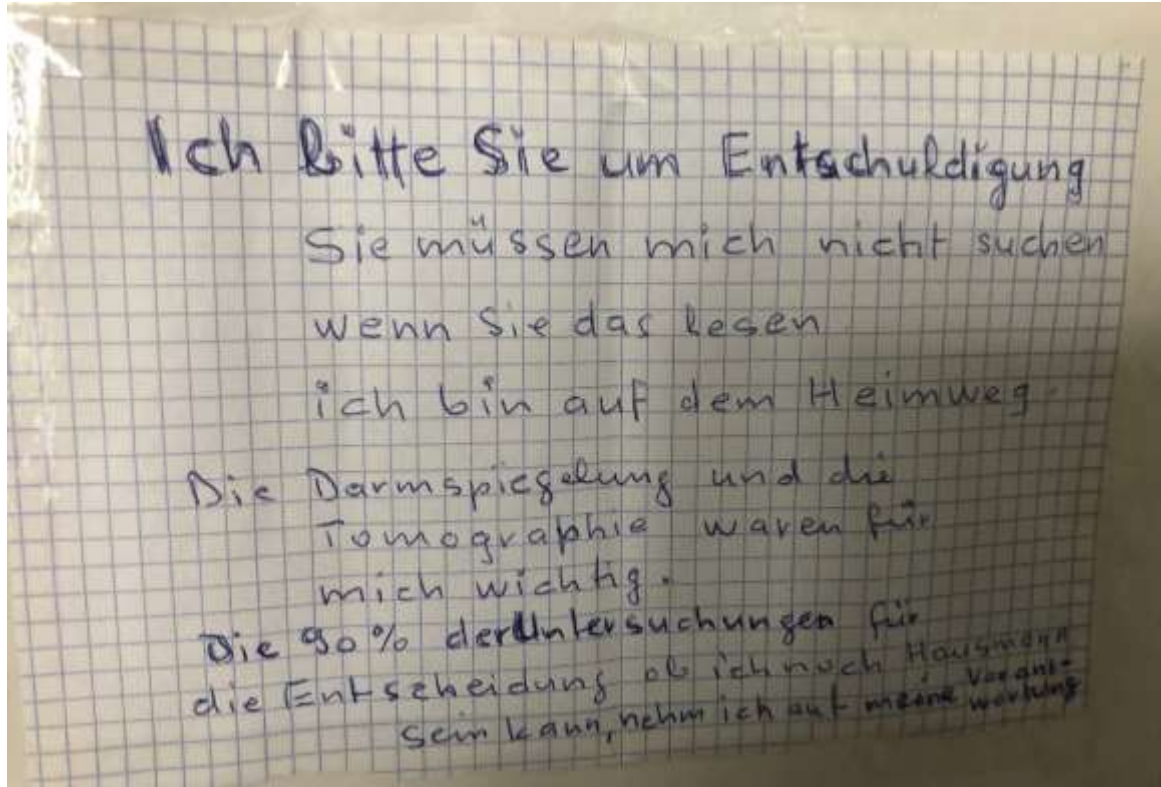 Ich bitte Sie um Entschuldigung
Sie müssen mich nicht suchen
wenn Sie das lesen
ich bin auf dem Heimweg.
Die Darmspiegelung und die
Tomographie waren für
mich wichtig.
Die 90% der Untersuchungen für
die Entscheidung ob ich noch Hausmann
sein kann, nehm ich auf meine Verant-
wortung